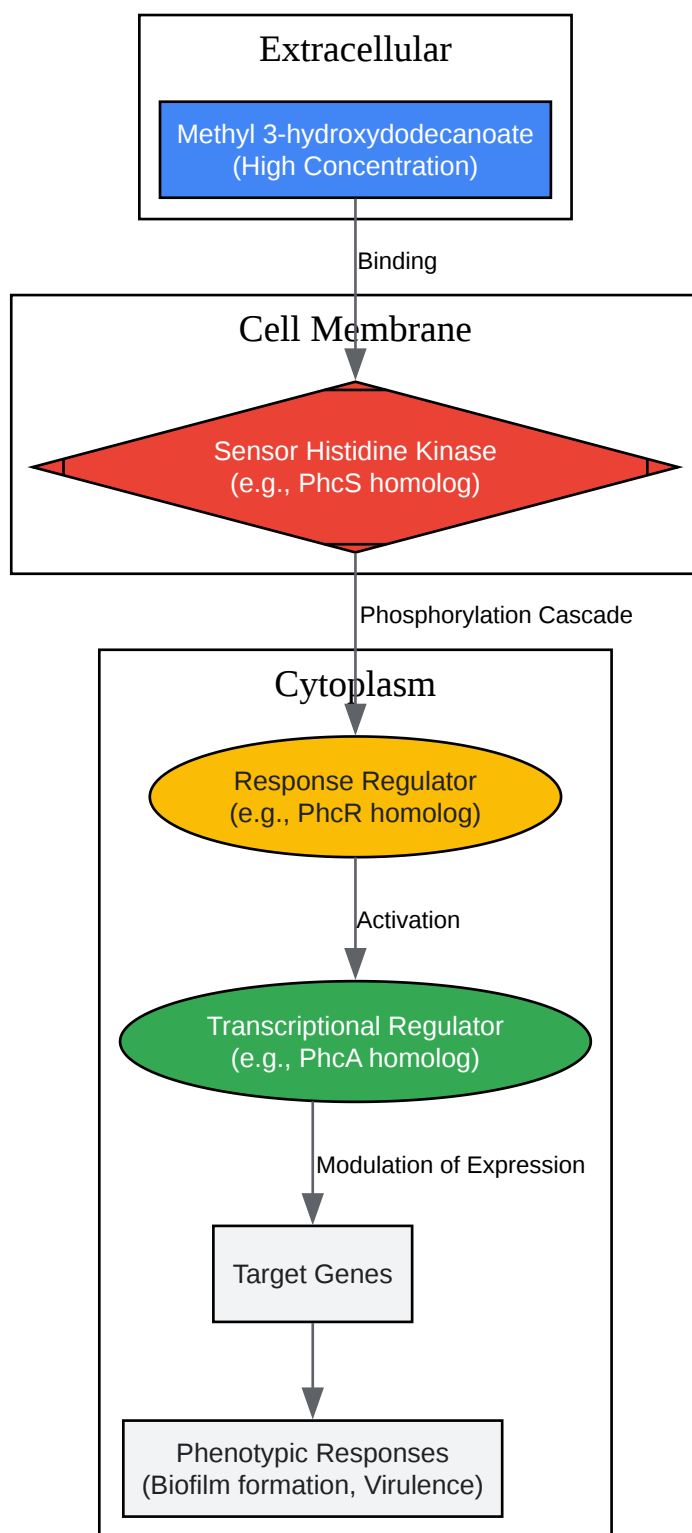 Extracellular
Methyl 3-hydroxydodecanoate
(High Concentration)
Binding
Cell Membrane
Sensor Histidine Kinase
(e.g., PhcS homolog)
Phosphorylation Cascade
Cytoplasm
Response Regulator
(e.g., PhcR homolog)
Activation
Transcriptional Regulator
(e.g., PhcA homolog)
Modulation of Expression
Target Genes
Phenotypic Responses
(Biofilm formation, Virulence)